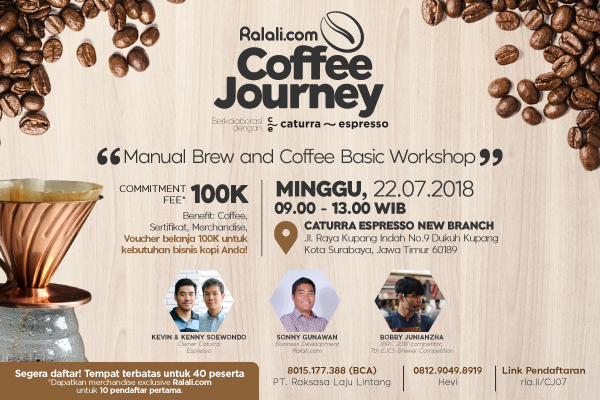 Ralali.com
Coffee
Journey
Berkolaborasi dengan
c~e caturra~espresso
“Manual Brew and Coffee Basic Workshop”
COMMITMENT FEE* 100K
Benefit: Coffee,
Sertifikat, Merchandise,
Voucher belanja 100K untuk
kebutuhan bisnis kopi Anda!
MINGGU, 22.07.2018
09.00 - 13.00 WIB
CATURRA ESPRESSO NEW BRANCH
Jl. Raya Kupang Indah No.9 Dukuh Kupang
Kota Surabaya, Jawa Timur 60189
KEVIN & KENNY SOEWONDO
Owner Caturra
Espresso
SONNY GUNAWAN
Business Development
Ralali.com
BOBBY JUNIANZHA
2018 competitor,
7th EJCS Brewer Competition
Segera daftar! Tempat terbatas untuk 40 peserta
*Dapatkan merchandise exclusive Ralali.com
untuk 10 pendaftar pertama.
8015.177.388 (BCA)
PT. Raksasa Laju Lintang
0812.9049.8919
Hevi
Link Pendaftaran
rla.li/CJ07